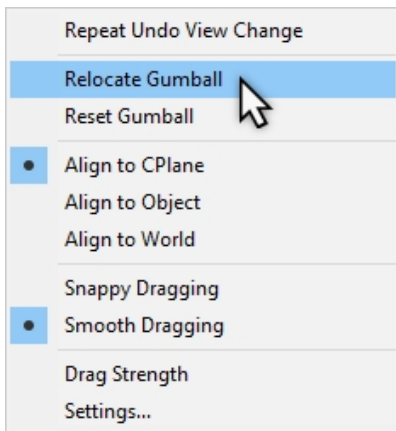 Repeat Undo View Change
Relocate Gumball
Reset Gumball
Align to CPlane
Align to Object
Align to World
Snappy Dragging
Smooth Dragging
Drag Strength
Settings...